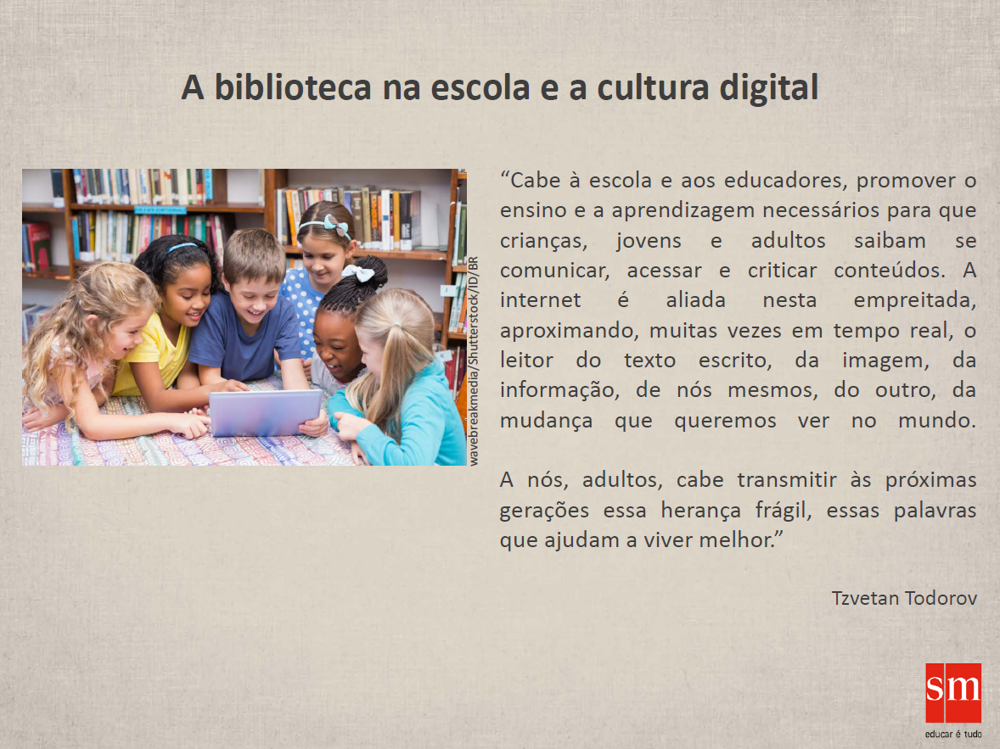 A biblioteca na escola e a cultura digital
“Cabe à escola e aos educadores, promover o
ensino e a aprendizagem necessários para que
crianças, jovens e adultos saibam se
comunicar, acessar e criticar conteúdos. A
internet é aliada nesta empreitada,
aproximando, muitas vezes em tempo real, o
leitor do texto escrito, da imagem, da
informação, de nós mesmos, do outro, da
mudança que queremos ver no mundo.
A nós, adultos, cabe transmitir às próximas
gerações essa herança frágil, essas palavras
que ajudam a viver melhor.”
Tzvetan Todorov
wavebreakmedia/Shutterstock/ID/BR
sm
educar é tudo